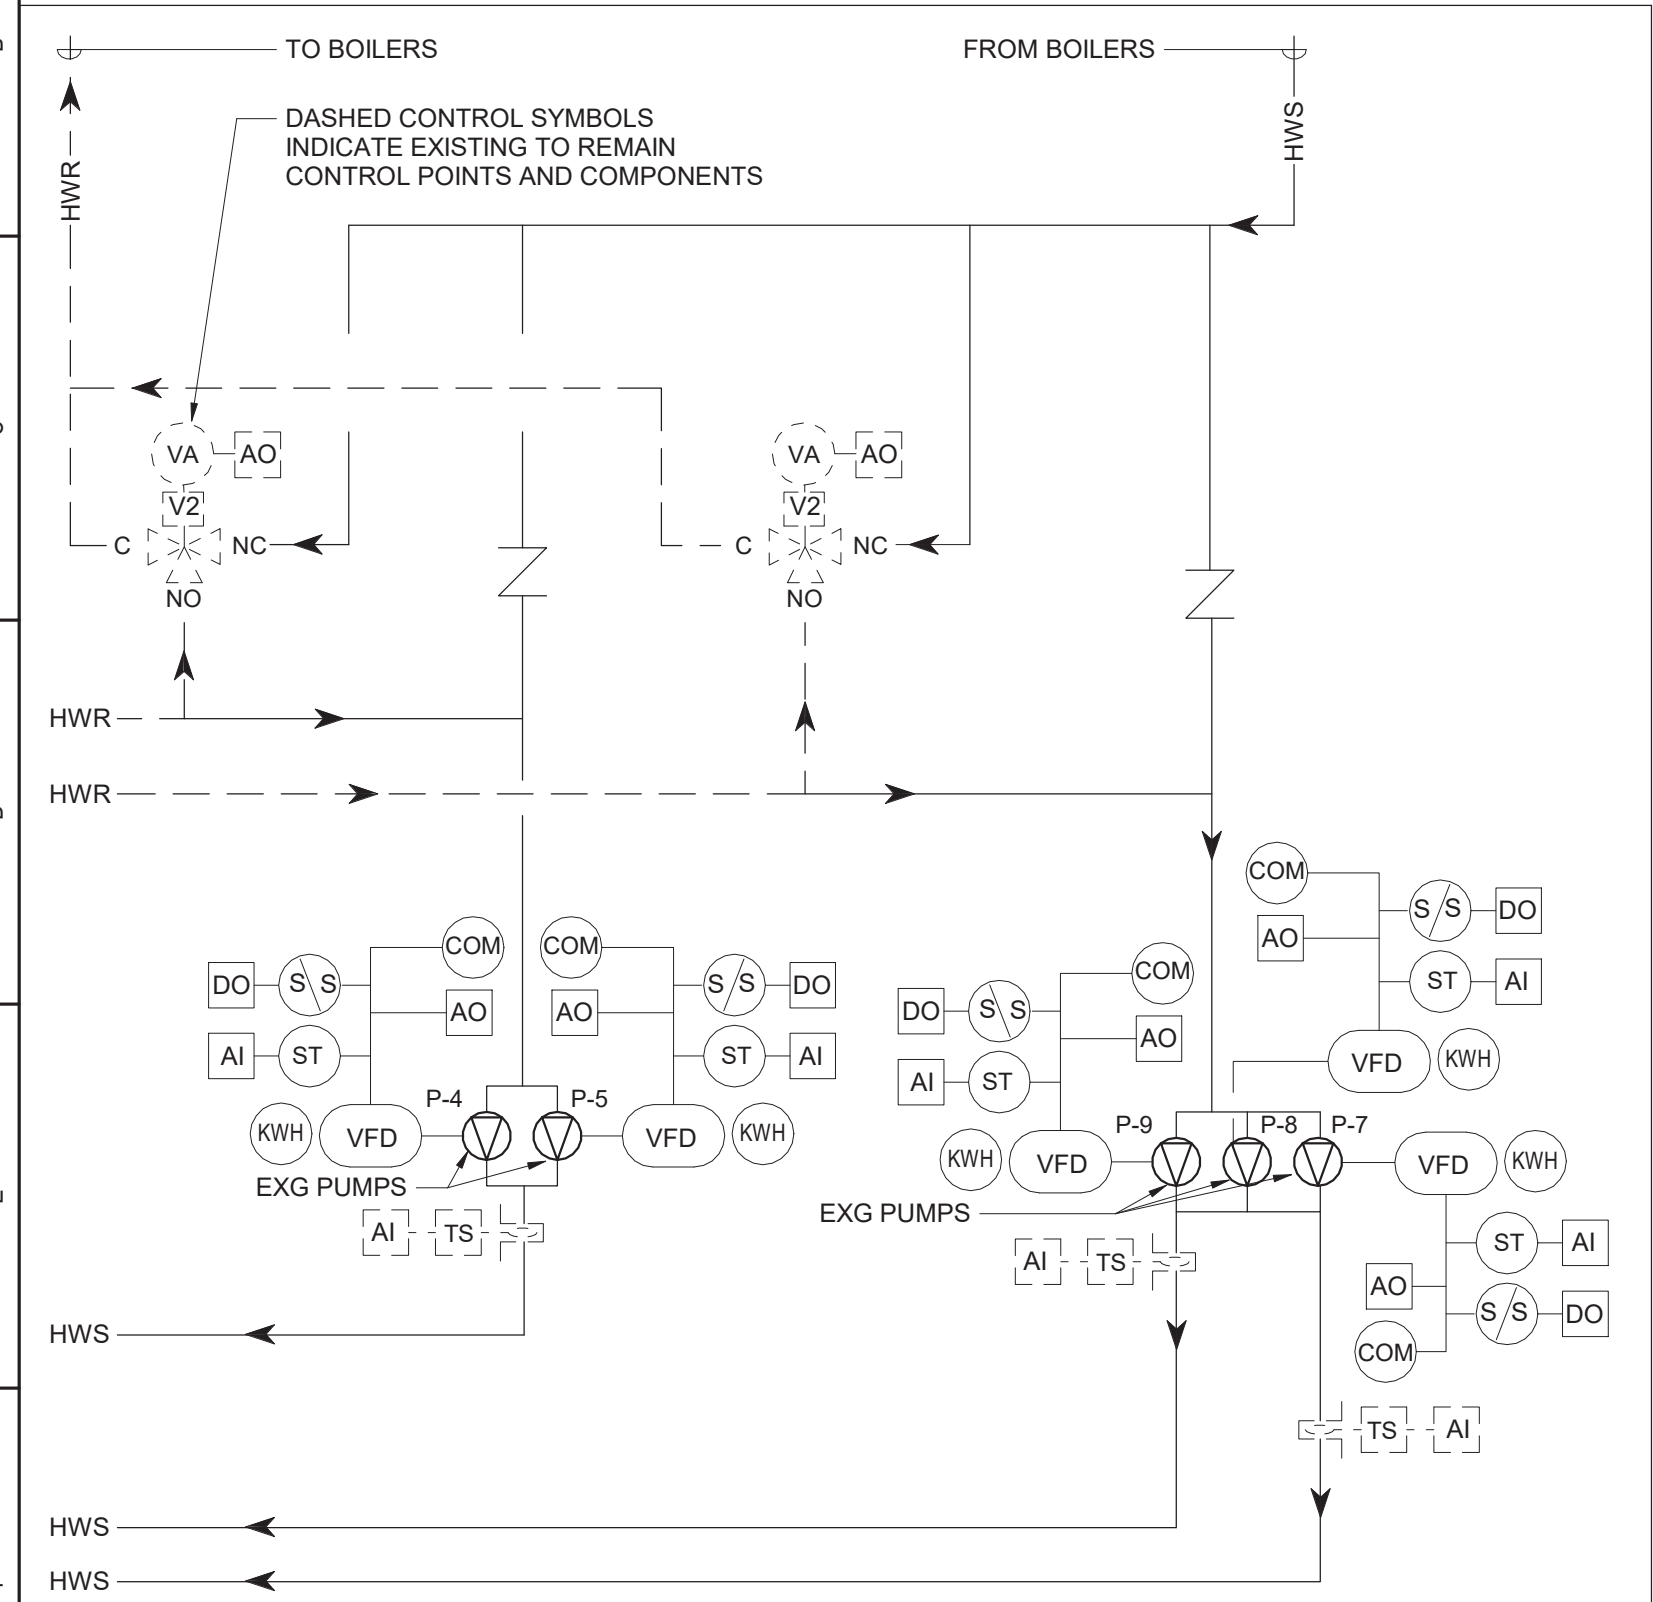 TO BOILERS
FROM BOILERS
DASHED CONTROL SYMBOLS
INDICATE EXISTING TO REMAIN
CONTROL POINTS AND COMPONENTS
HWR
HWS
VA
AO
VA
AO
V2
V2
C
NC
C
NC
NO
NO
HWR
HWR
COM
S/S
DO
AO
ST
AI
VFD
KWH
COM
COM
DO
S\S
S/S
DO
AO
AO
AI
ST
ST
AI
COM
DO
S\S
AO
AI
ST
P-4
P-5
KWH
VFD
VFD
KWH
EXG PUMPS
P-9
P-8
P-7
KWH
VFD
VFD
KWH
EXG PUMPS
AI
TS
AI
TS
ST
AI
AO
S/S
DO
COM
HWS
TS
AI
HWS
HWS